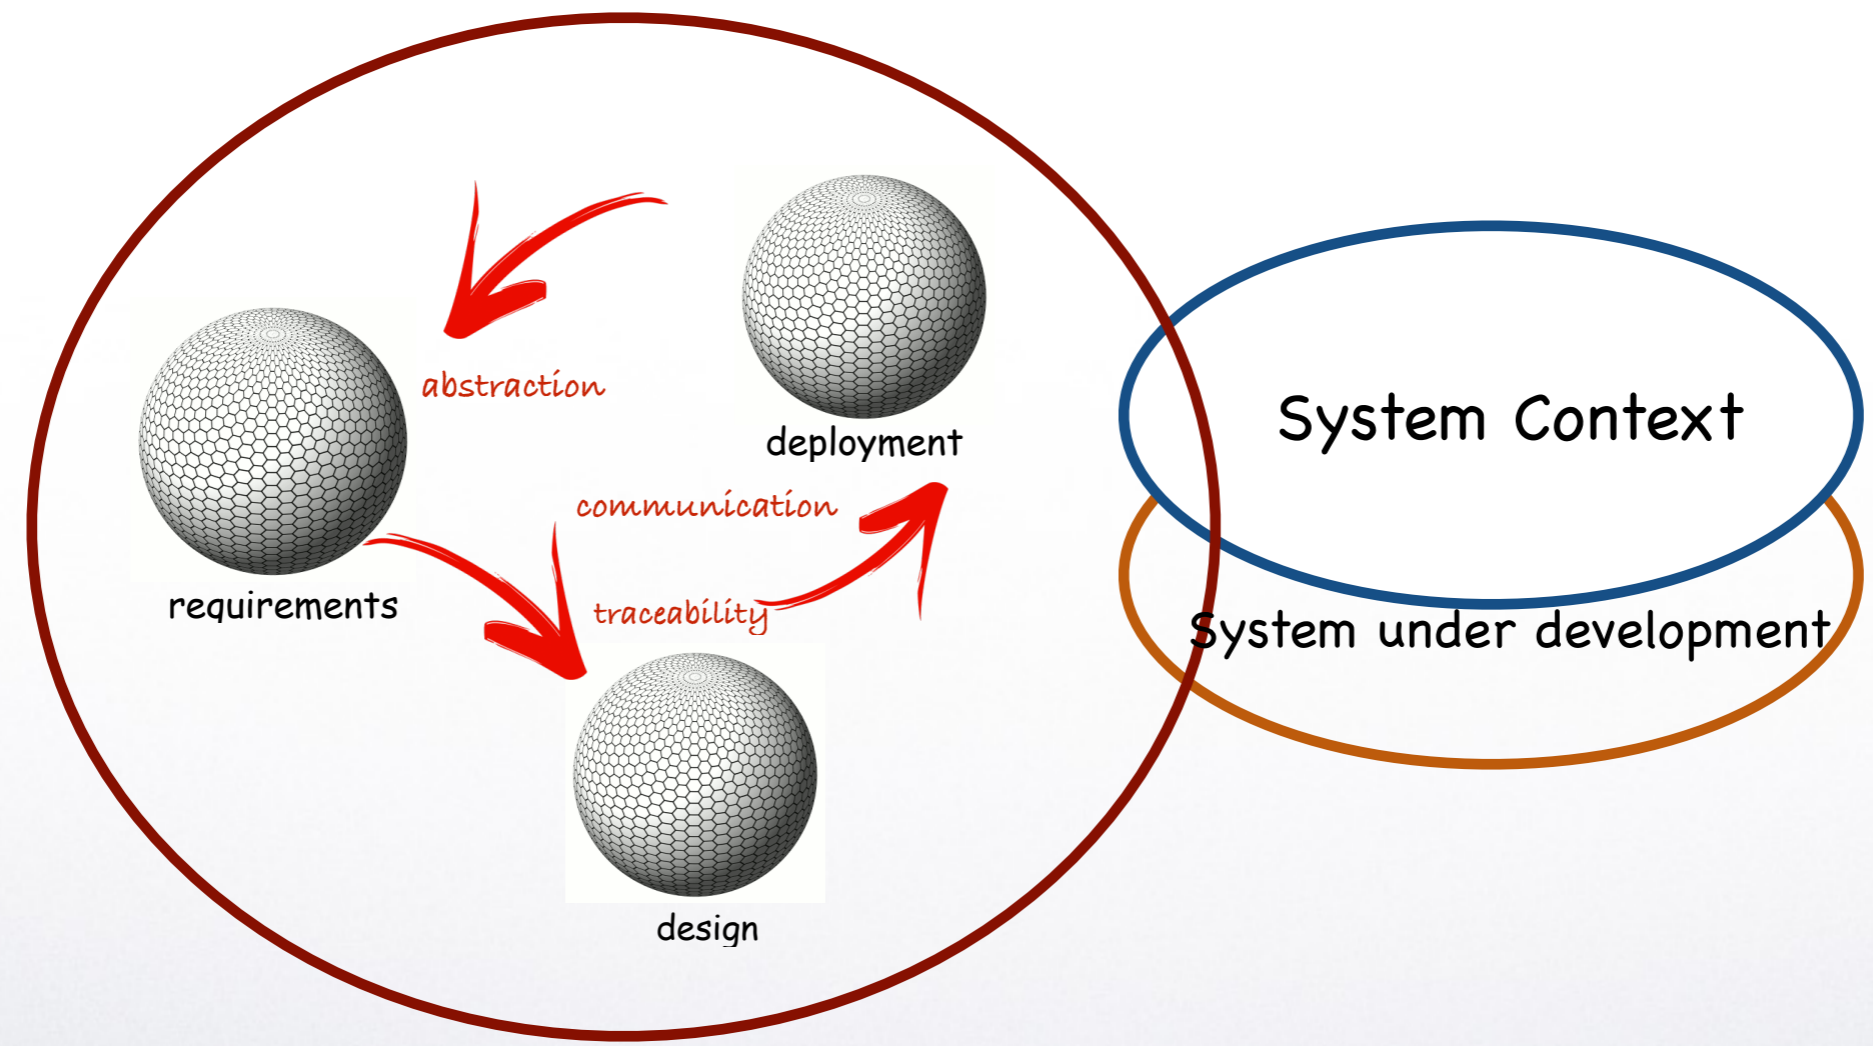 abstraction
deployment
System Context
communication
requirements
traceability
System under development
design